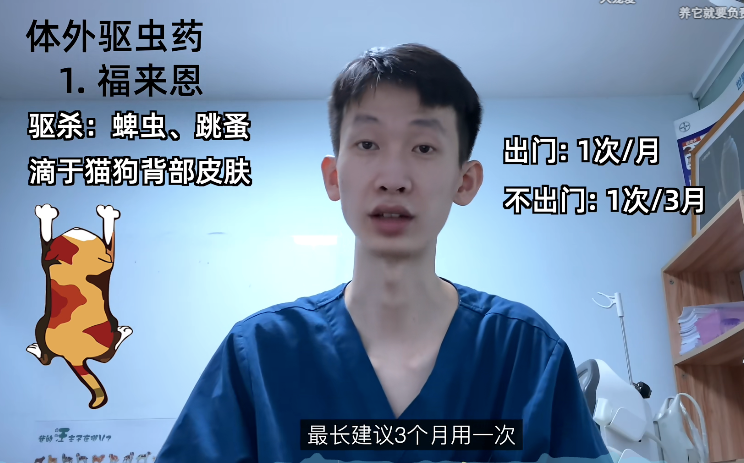 养它就要负责
体外驱虫药
1. 福来恩
驱杀：蜱虫、跳蚤
滴于猫狗背部皮肤
出门: 1次/月
不出门: 1次/3月
最长建议3个月用一次